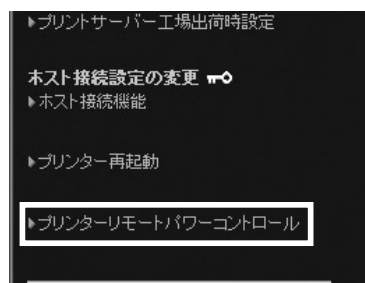 ▶プリントサーバー工場出荷時設定
ホスト接続設定の変更
▶ホスト接続機能
▶プリンター再起動
▶プリンターリモートパワーコントロール